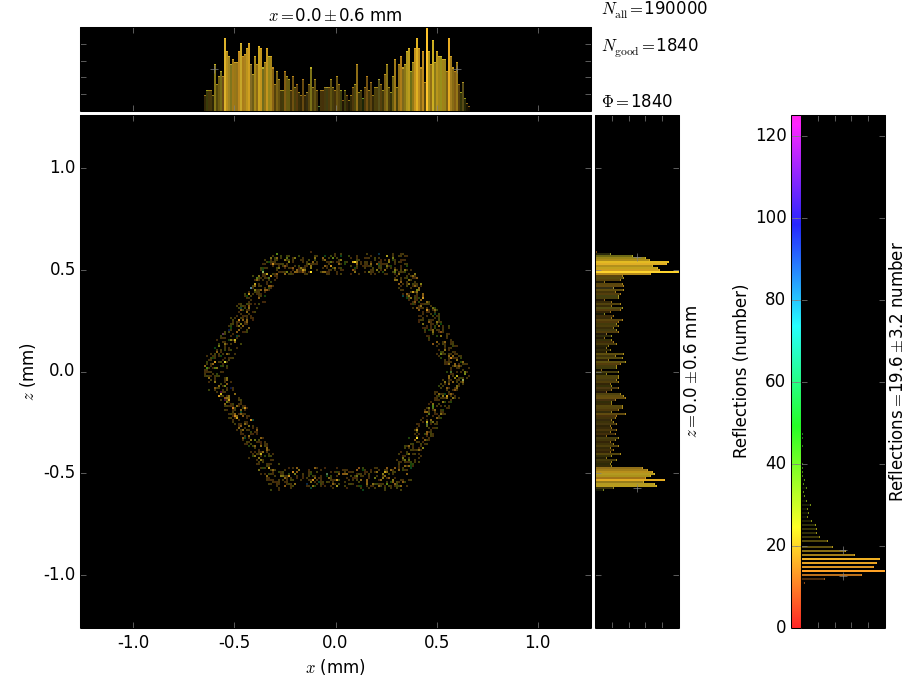 x = 0.0 ± 0.6 mm
N_all = 190000
N_good = 1840
Φ = 1840
1.0
0.5
0.0
-0.5
-1.0
z (mm)
-1.0 -0.5 0.0 0.5 1.0
x (mm)
z = 0.0 ± 0.6 mm
120
100
80
60
40
20
0
Reflections (number)
Reflections = 19.6 ± 3.2 number